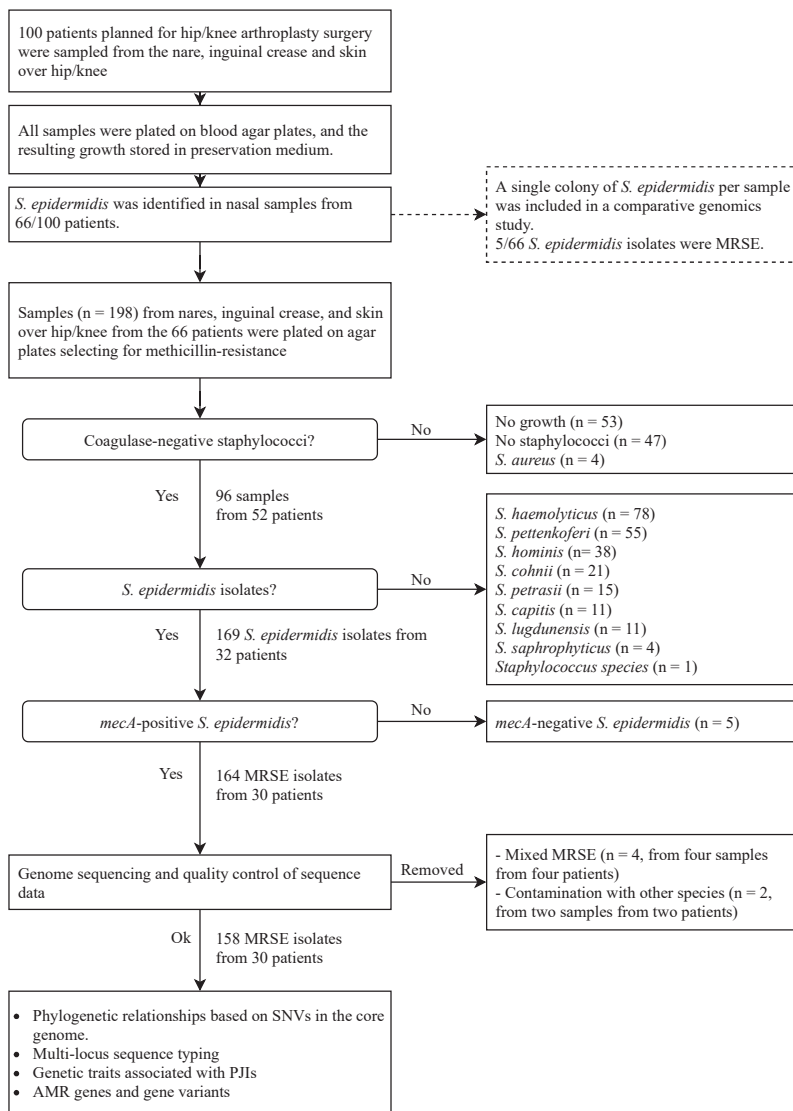 100 patients planned for hip/knee arthroplasty surgery
were sampled from the nare, inguinal crease and skin
over hip/knee
All samples were plated on blood agar plates, and the
resulting growth stored in preservation medium.
S. epidermidis was identified in nasal samples from
66/100 patients.
A single colony of S. epidermidis per sample
was included in a comparative genomics
study.
5/66 S. epidermidis isolates were MRSE.
Samples (n = 198) from nares, inguinal crease, and skin
over hip/knee from the 66 patients were plated on agar
plates selecting for methicillin-resistance
Coagulase-negative staphylococci?
No
No growth (n = 53)
No staphylococci (n = 47)
S. aureus (n = 4)
Yes
96 samples
from 52 patients
S. epidermidis isolates?
No
S. haemolyticus (n = 78)
S. pettenkoferi (n = 55)
S. hominis (n= 38)
S. cohnii (n = 21)
S. petrasii (n = 15)
S. capitis (n = 11)
S. lugdunensis (n = 11)
S. saphrophyticus (n = 4)
Staphylococcus species (n = 1)
Yes
169 S. epidermidis isolates from
32 patients
mecA-positive S. epidermidis?
No
mecA-negative S. epidermidis (n = 5)
Yes
164 MRSE isolates
from 30 patients
Genome sequencing and quality control of sequence
data
Removed
- Mixed MRSE (n = 4, from four samples
from four patients)
- Contamination with other species (n = 2,
from two samples from two patients)
Ok
158 MRSE isolates
from 30 patients
• Phylogenetic relationships based on SNVs in the core
genome.
• Multi-locus sequence typing
• Genetic traits associated with PJIs
• AMR genes and gene variants